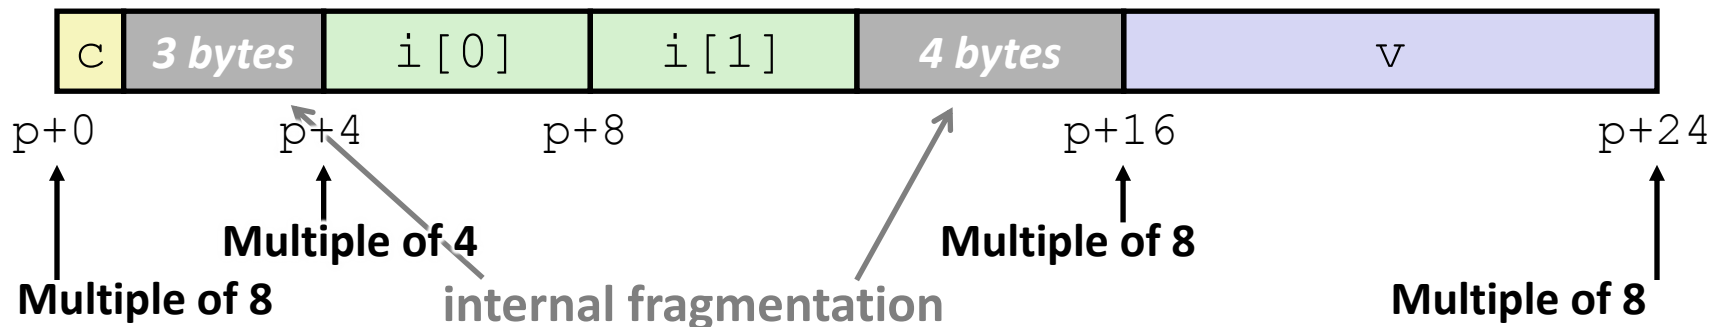 c 3 bytes i[0] i[1] 4 bytes v
p+0 p+4 p+8 p+16 p+24
Multiple of 4 Multiple of 8
Multiple of 8 internal fragmentation Multiple of 8